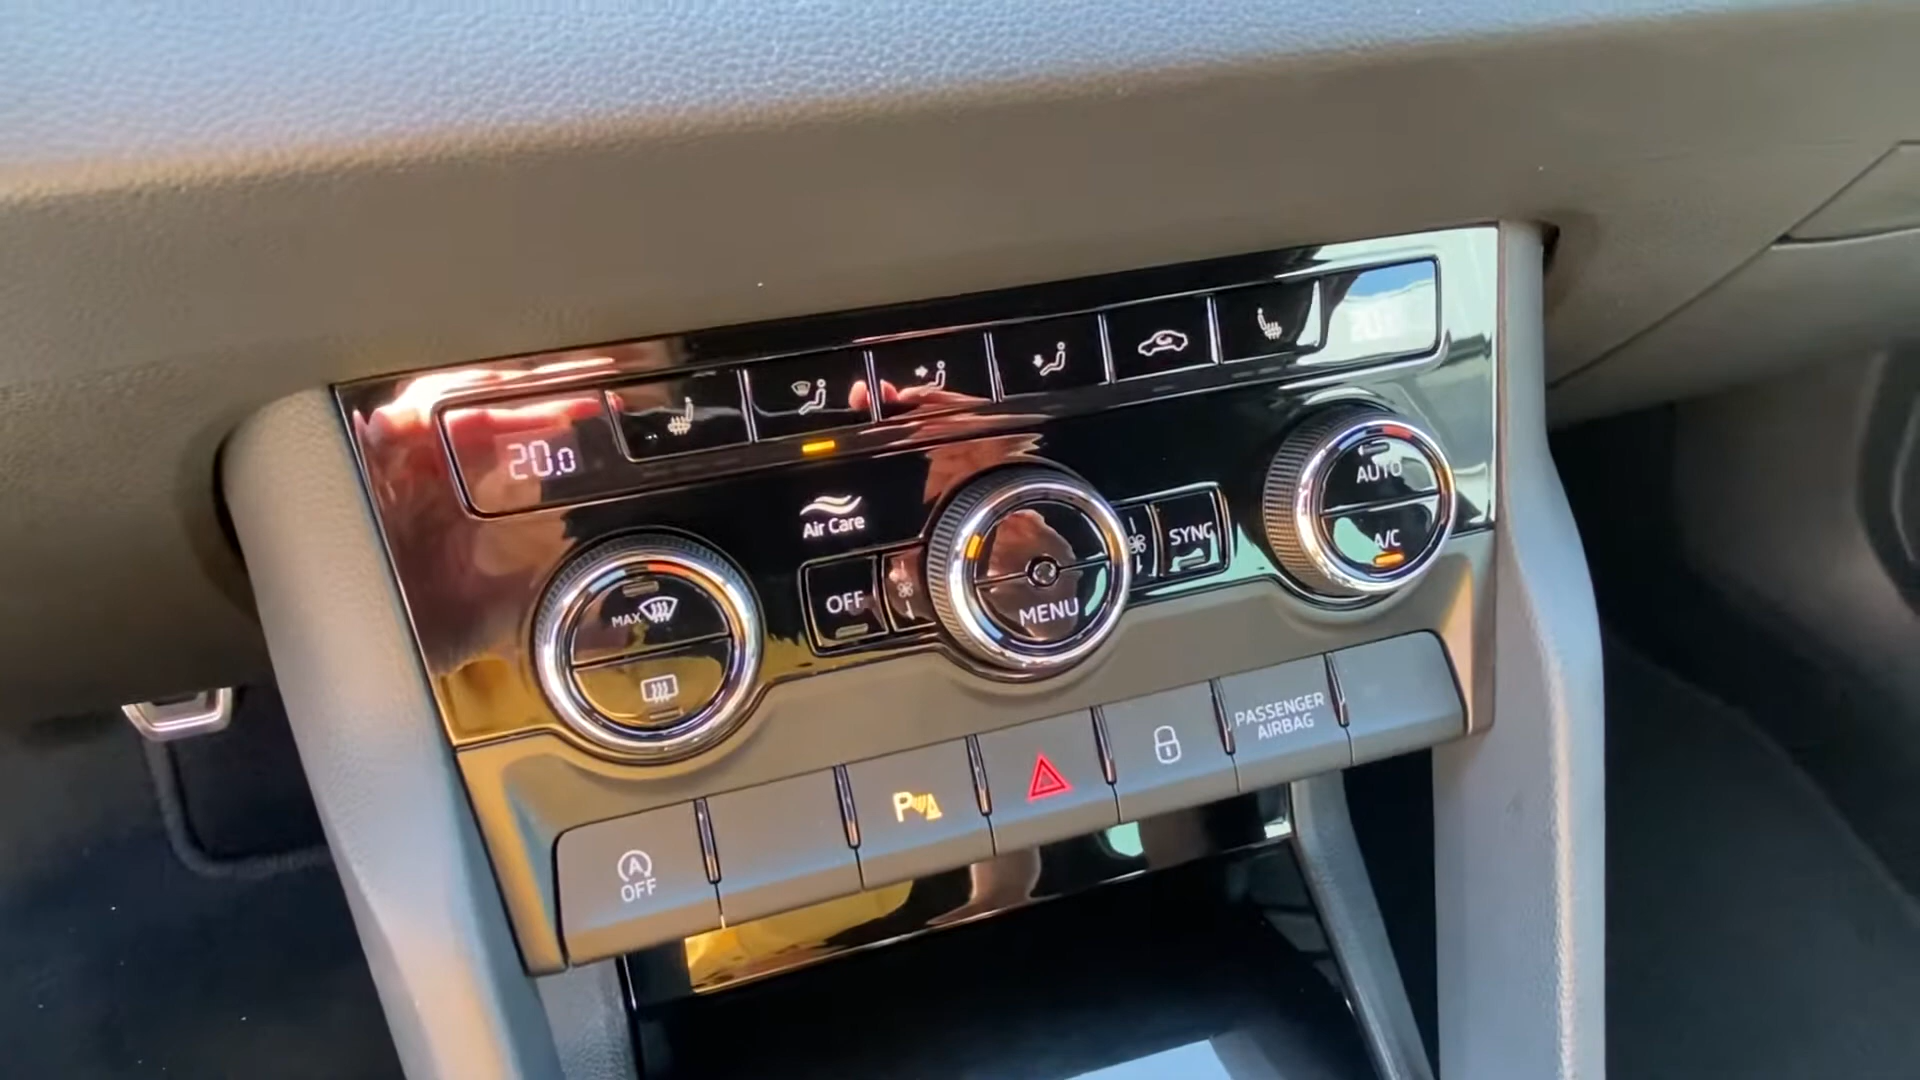 20.0
Air Care
AUTO
A/C
SYNC
OFF
MAX
MENU
PASSENGER
AIRBAG
P
A
OFF